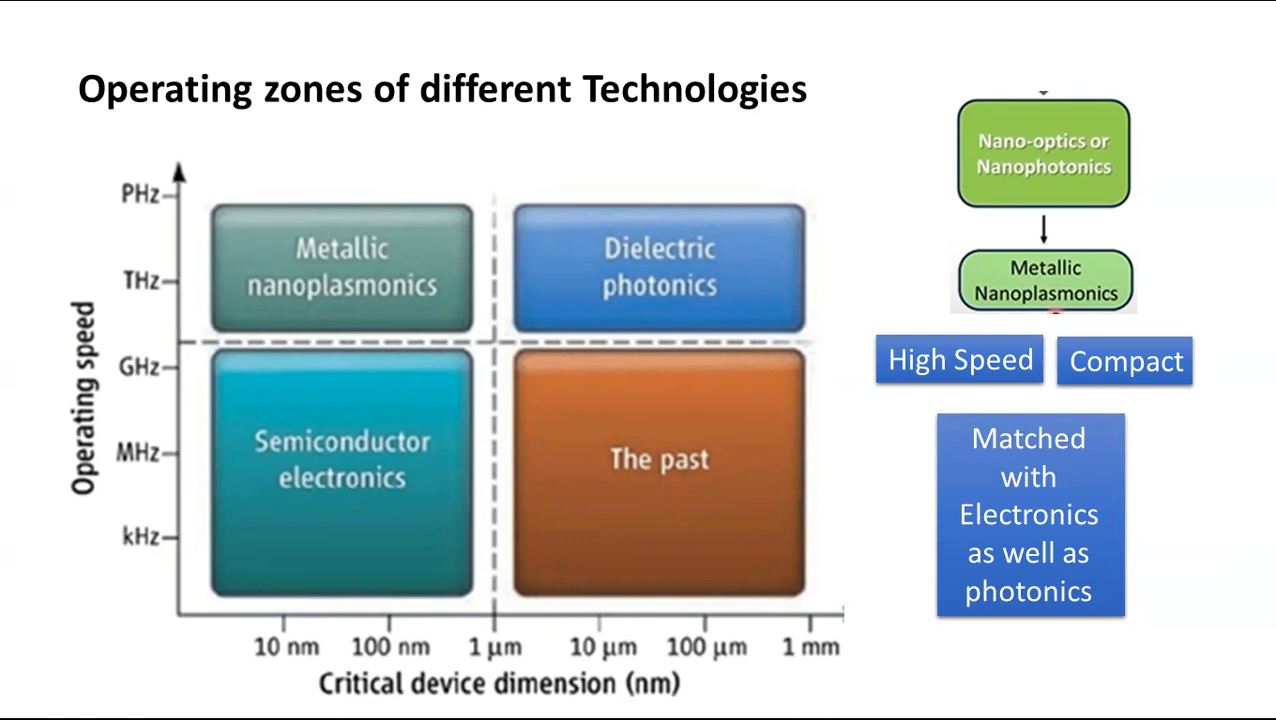 Operating zones of different Technologies
Nano-optics or
Nanophotonics
Metallic
Nanoplasmonics
High Speed
Compact
Matched
with
Electronics
as well as
photonics
Operating speed
PHz
THz
GHz
MHz
kHz
Metallic
nanoplasmonics
Dielectric
photonics
Semiconductor
electronics
The past
10 nm
100 nm
1 μm
10 μm
100 μm
1 mm
Critical device dimension (nm)